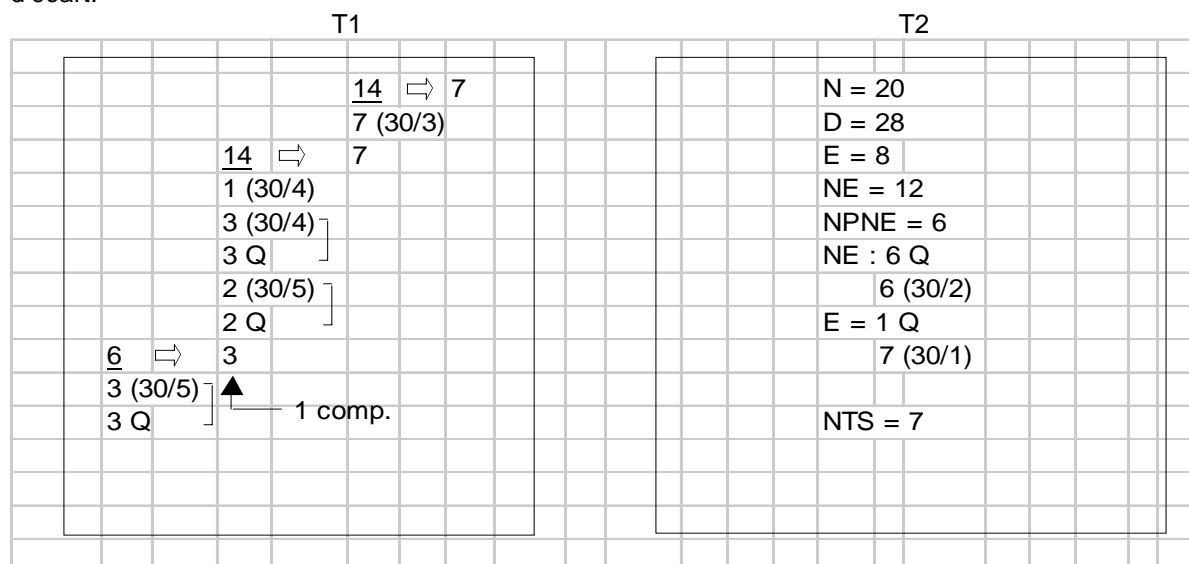 T1
14 ⇨ 7
7 (30/3)
14 ⇨ 7
1 (30/4)
3 (30/4)
3 Q
2 (30/5)
2 Q
6 ⇨ 3
3 (30/5)
3 Q
1 comp.
T2
N = 20
D = 28
E = 8
NE = 12
NPNE = 6
NE : 6 Q
6 (30/2)
E = 1 Q
7 (30/1)
NTS = 7